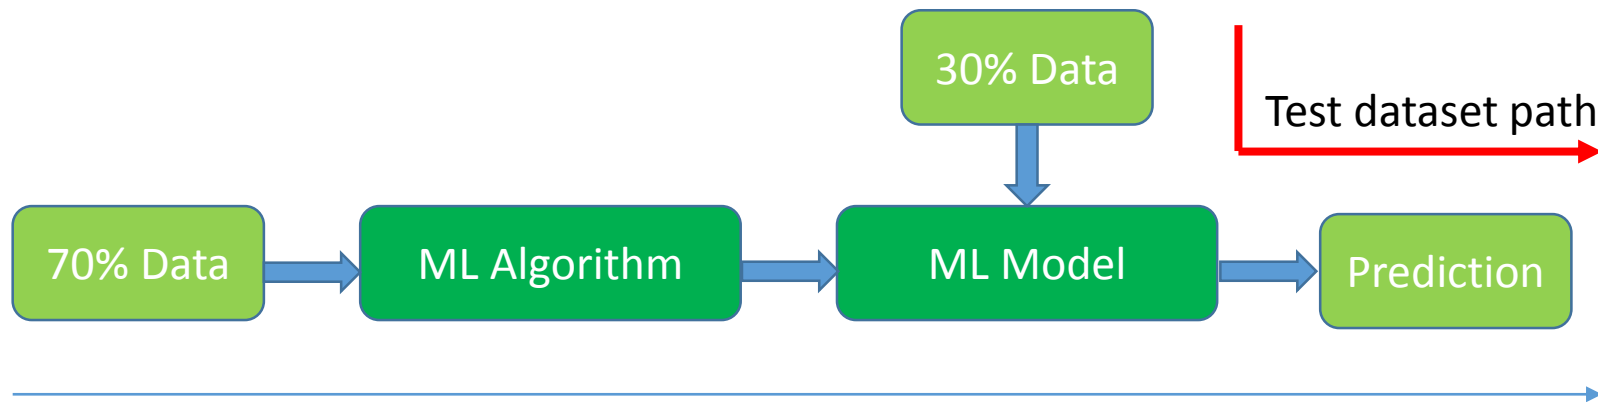 30% Data
Test dataset path
70% Data
ML Algorithm
ML Model
Prediction